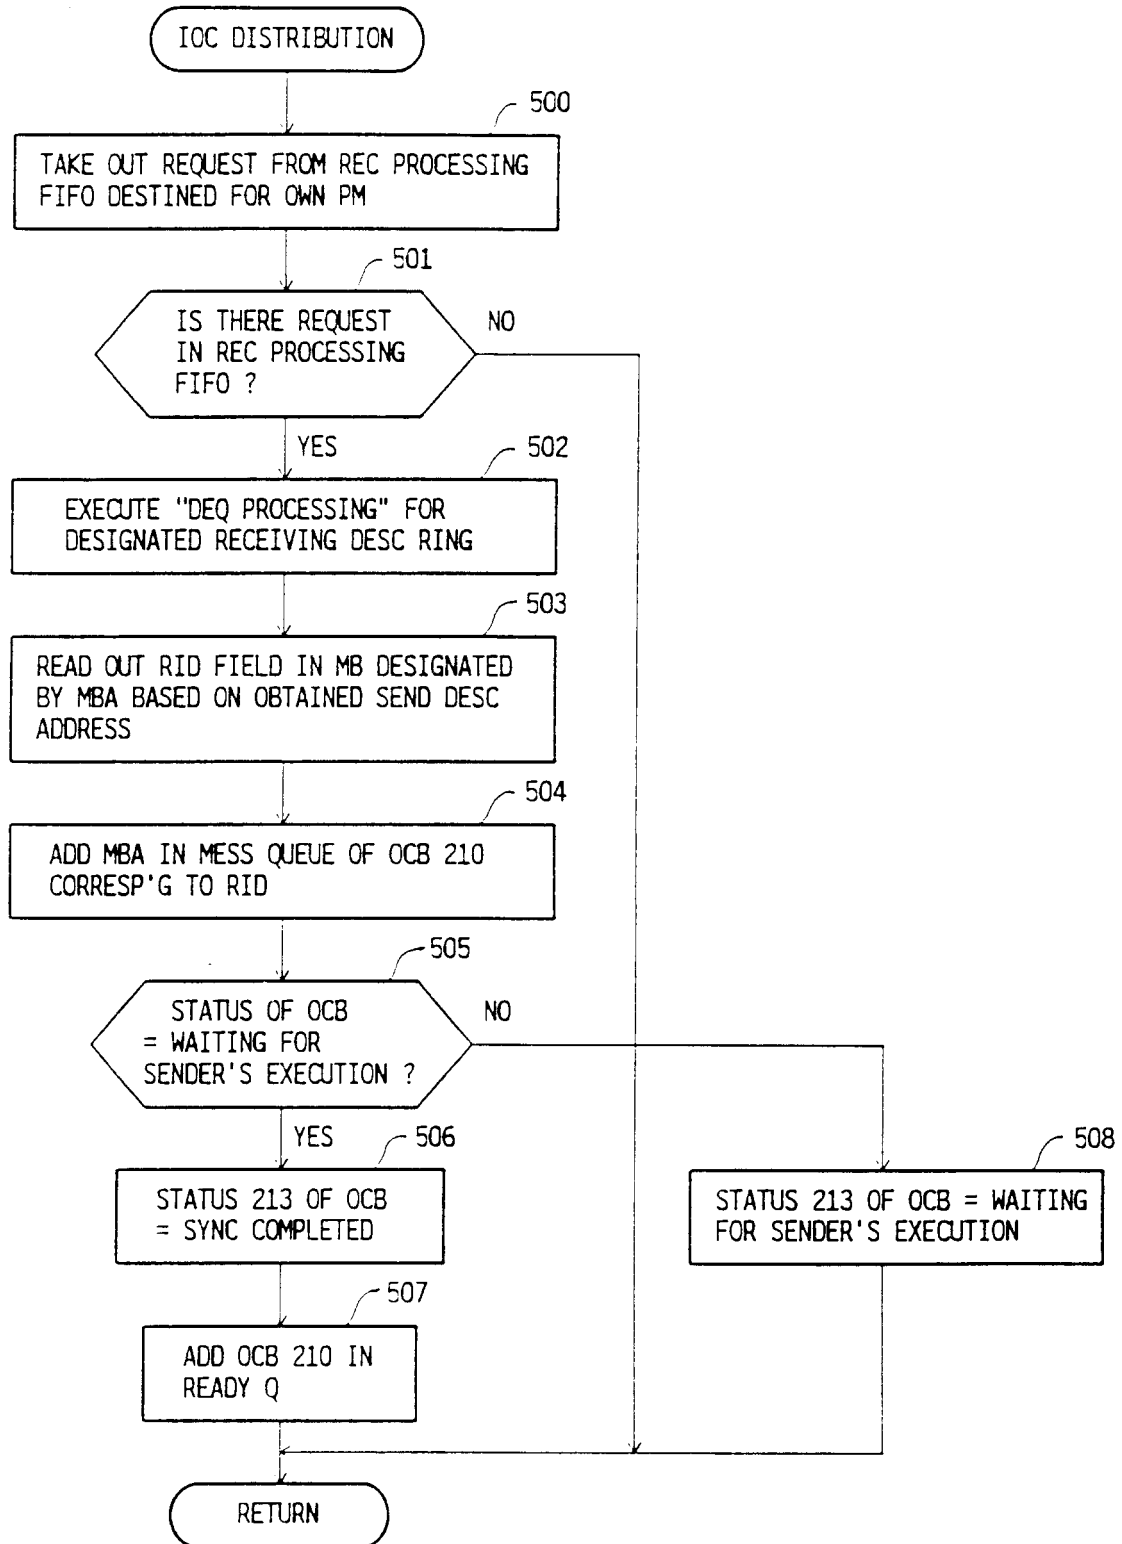 IOC DISTRIBUTION
500
TAKE OUT REQUEST FROM REC PROCESSING
FIFO DESTINED FOR OWN PM
501
IS THERE REQUEST
IN REC PROCESSING
FIFO ?
NO
YES
502
EXECUTE "DEQ PROCESSING" FOR
DESIGNATED RECEIVING DESC RING
503
READ OUT RID FIELD IN MB DESIGNATED
BY MBA BASED ON OBTAINED SEND DESC
ADDRESS
504
ADD MBA IN MESS QUEUE OF OCB 210
CORRESP'G TO RID
505
STATUS OF OCB
= WAITING FOR
SENDER'S EXECUTION ?
NO
YES
506
STATUS 213 OF OCB
= SYNC COMPLETED
508
STATUS 213 OF OCB = WAITING
FOR SENDER'S EXECUTION
507
ADD OCB 210 IN
READY Q
RETURN